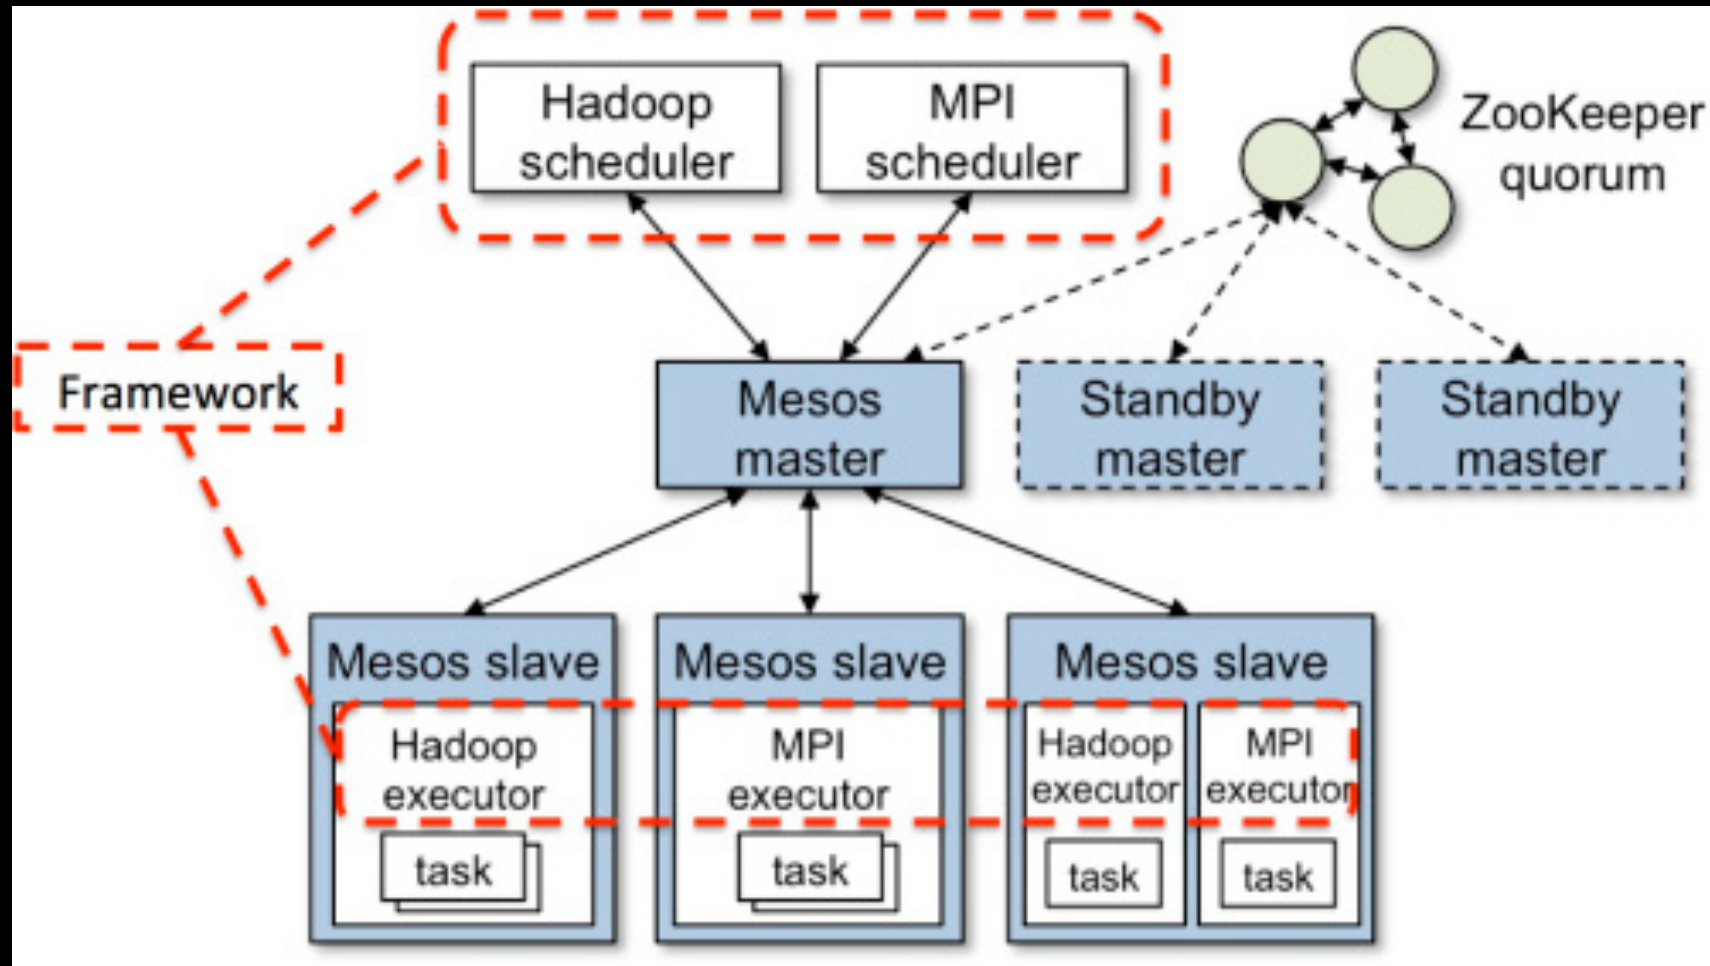 Hadoop
scheduler
MPI
scheduler
ZooKeeper
quorum
Framework
Mesos
master
Standby
master
Standby
master
Mesos slave
Hadoop
executor
task
Mesos slave
MPI
executor
task
Mesos slave
Hadoop
executor
task
MPI
executor
task